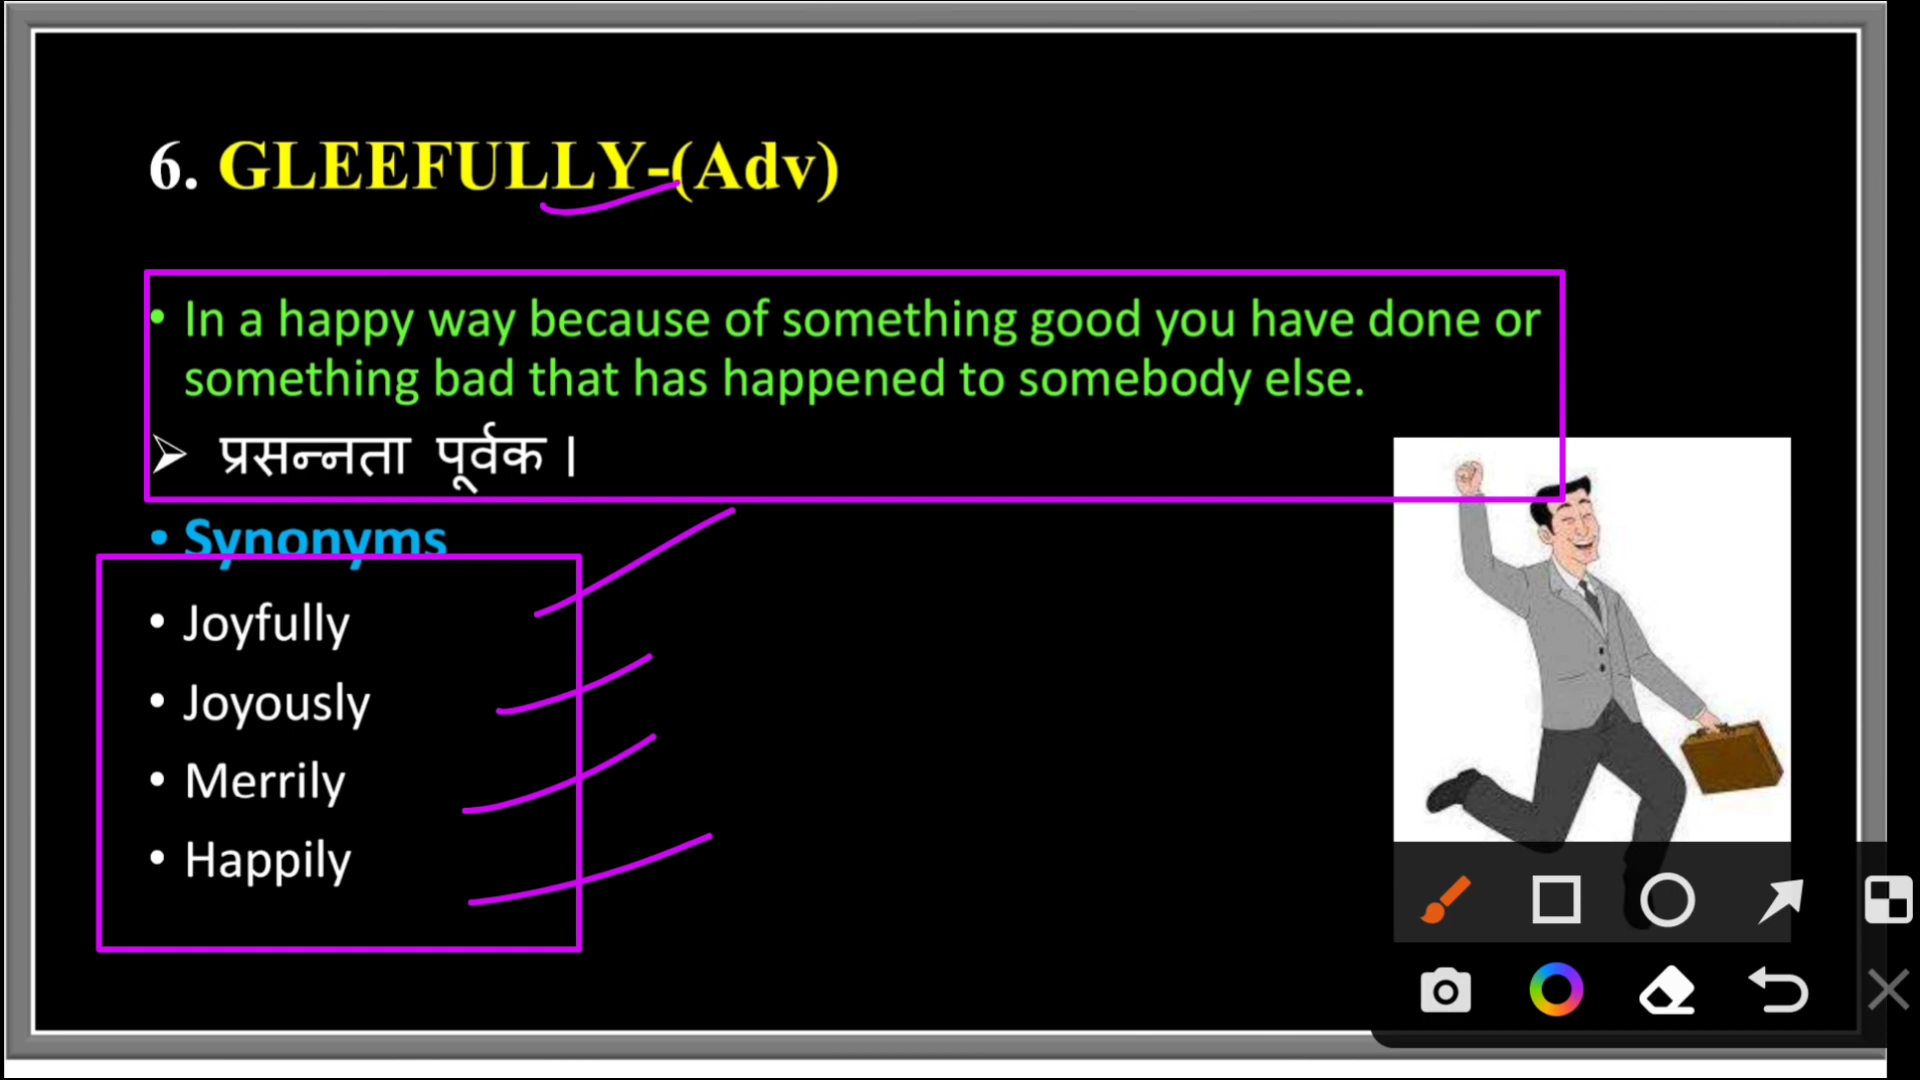 6. GLEEFULLY-(Adv)
• In a happy way because of something good you have done or
something bad that has happened to somebody else.
➢ प्रसन्नता पूर्वक ।
• Synonyms
• Joyfully
• Joyously
• Merrily
• Happily